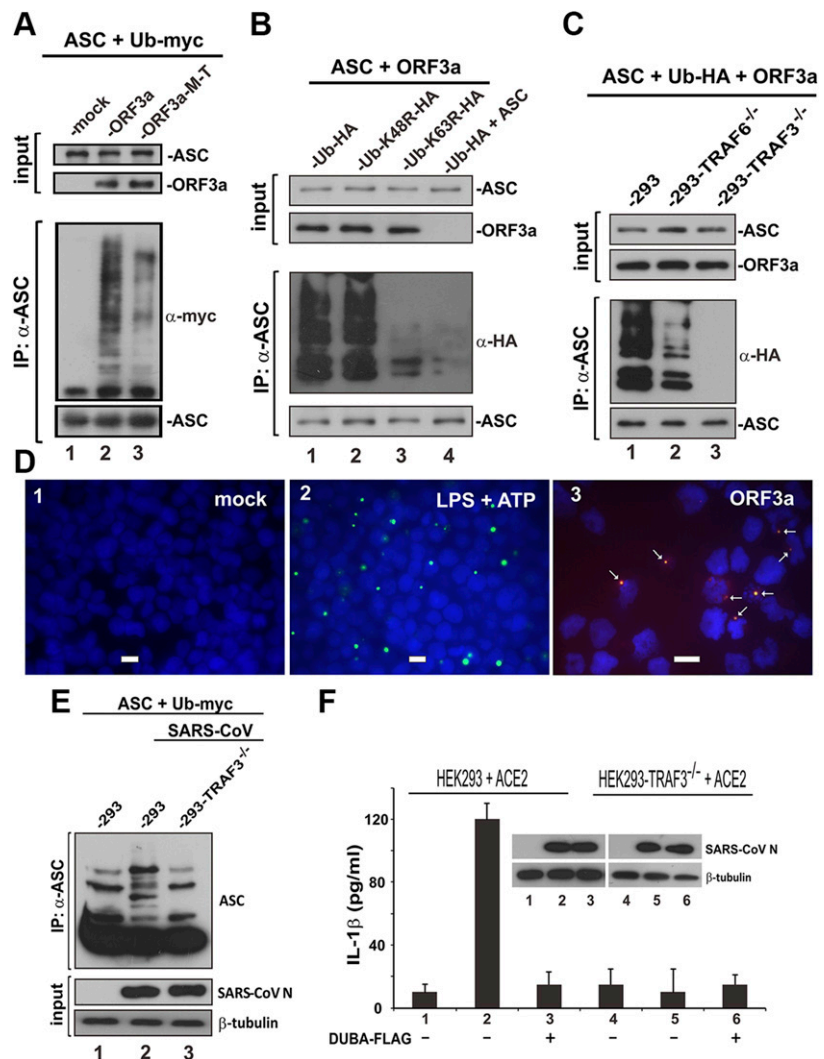 A
ASC + Ub-myc
-mock
-ORF3a
-ORF3a-M-T
input
-ASC
-ORF3a
IP: α-ASC
α-myc
-ASC
1 2 3
B
ASC + ORF3a
-Ub-HA
-Ub-K48R-HA
-Ub-K63R-HA
-Ub-HA + ASC
input
-ASC
-ORF3a
IP: α-ASC
α-HA
-ASC
1 2 3 4
C
ASC + Ub-HA + ORF3a
-293
-293-TRAF6-/-
-293-TRAF3-/-
input
-ASC
-ORF3a
IP: α-ASC
α-HA
-ASC
1 2 3
D
1 mock
2 LPS + ATP
3 ORF3a
E
ASC + Ub-myc
SARS-CoV
-293
-293
-293-TRAF3-/-
IP: α-ASC
ASC
input
SARS-CoV N
β-tubulin
1 2 3
F
HEK293 + ACE2
HEK293-TRAF3-/- + ACE2
IL-1β (pg/ml)
120
80
40
0
SARS-CoV N
β-tubulin
1 2 3 4 5 6
1 2 3 4 5 6
DUBA-FLAG − − + − − +